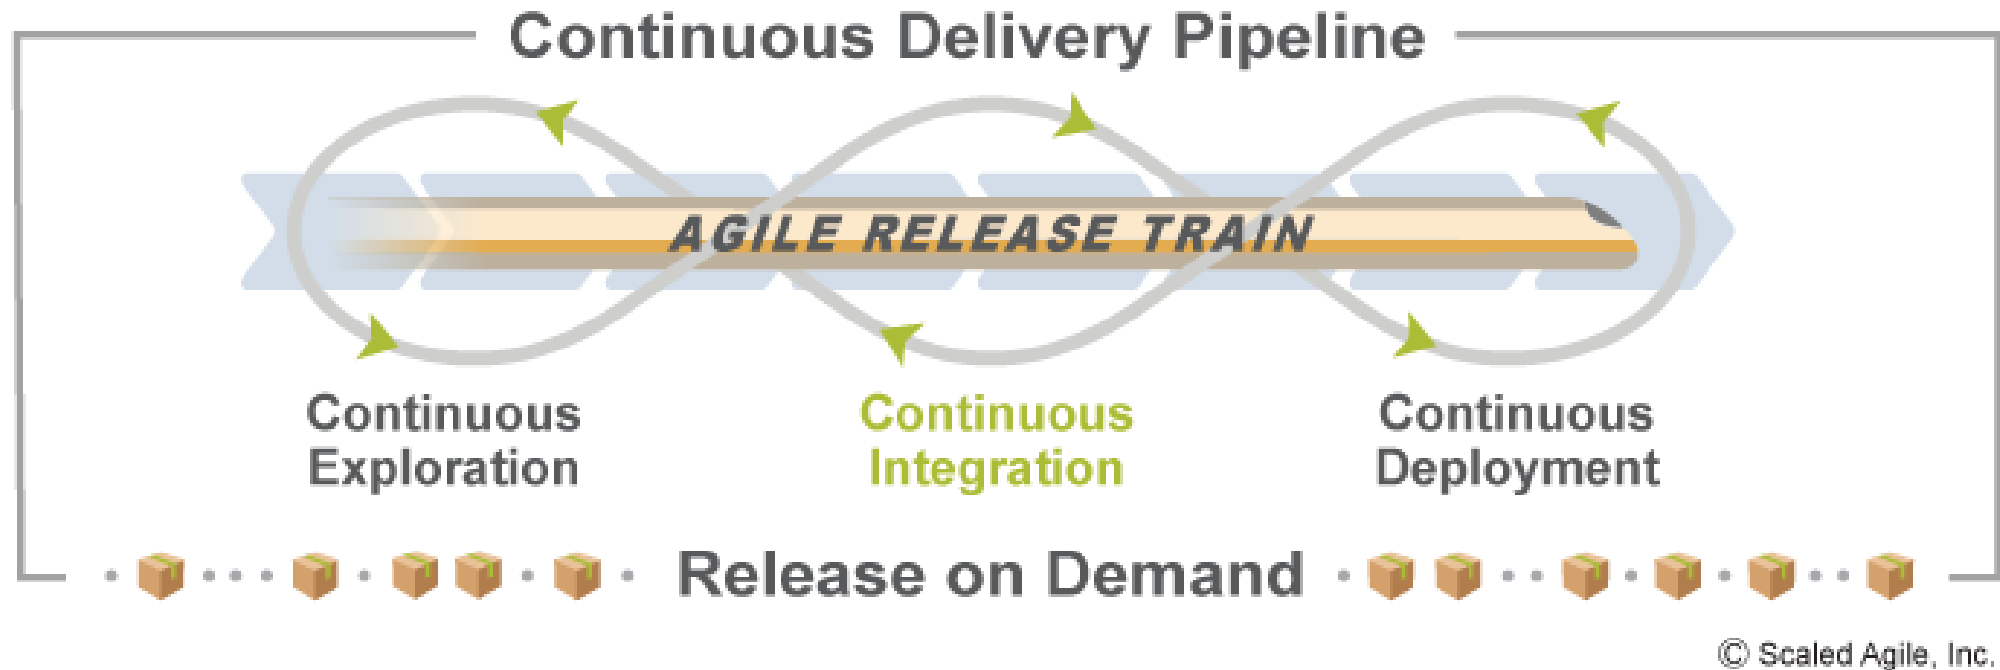 Continuous Delivery Pipeline
AGILE RELEASE TRAIN
Continuous
Exploration
Continuous
Integration
Continuous
Deployment
Release on Demand
© Scaled Agile, Inc.